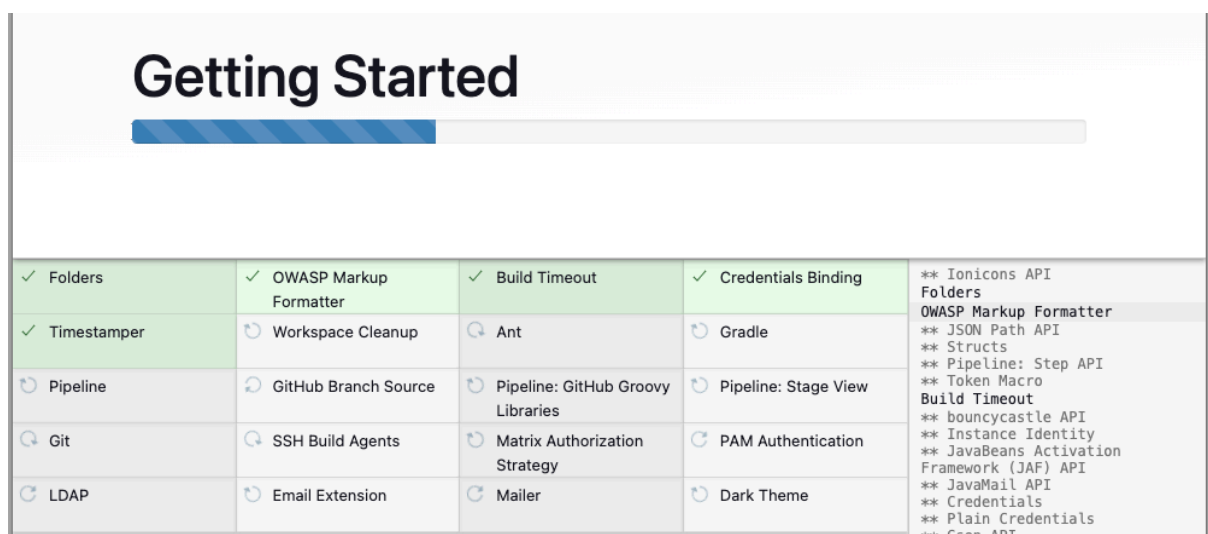 Getting Started
Folders
OWASP Markup
Formatter
Build Timeout
Credentials Binding
Timestamper
Workspace Cleanup
Ant
Gradle
Pipeline
GitHub Branch Source
Pipeline: GitHub Groovy
Libraries
Pipeline: Stage View
Git
SSH Build Agents
Matrix Authorization
Strategy
PAM Authentication
LDAP
Email Extension
Mailer
Dark Theme
** Ionicons API
Folders
OWASP Markup Formatter
** JSON Path API
** Structs
** Pipeline: Step API
** Token Macro
Build Timeout
** bouncycastle API
** Instance Identity
** JavaBeans Activation
Framework (JAF) API
** JavaMail API
** Credentials
** Plain Credentials
** Gson API